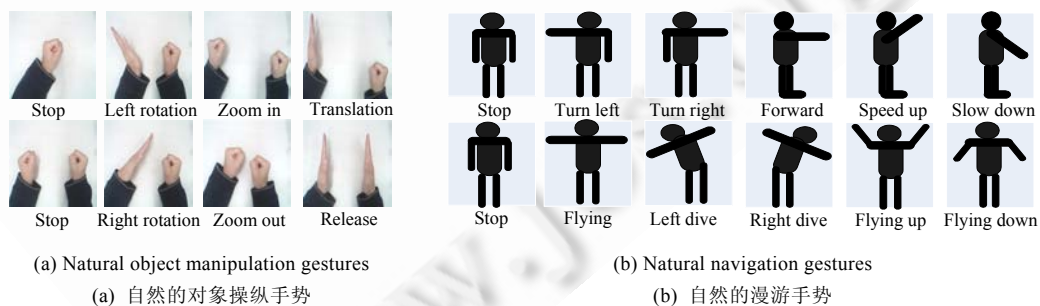 Stop Left rotation Zoom in Translation
Stop Right rotation Zoom out Release
(a) Natural object manipulation gestures
(a) 自然的对象操纵手势
Stop Turn left Turn right Forward Speed up Slow down
Stop Flying Left dive Right dive Flying up Flying down
(b) Natural navigation gestures
(b) 自然的漫游手势